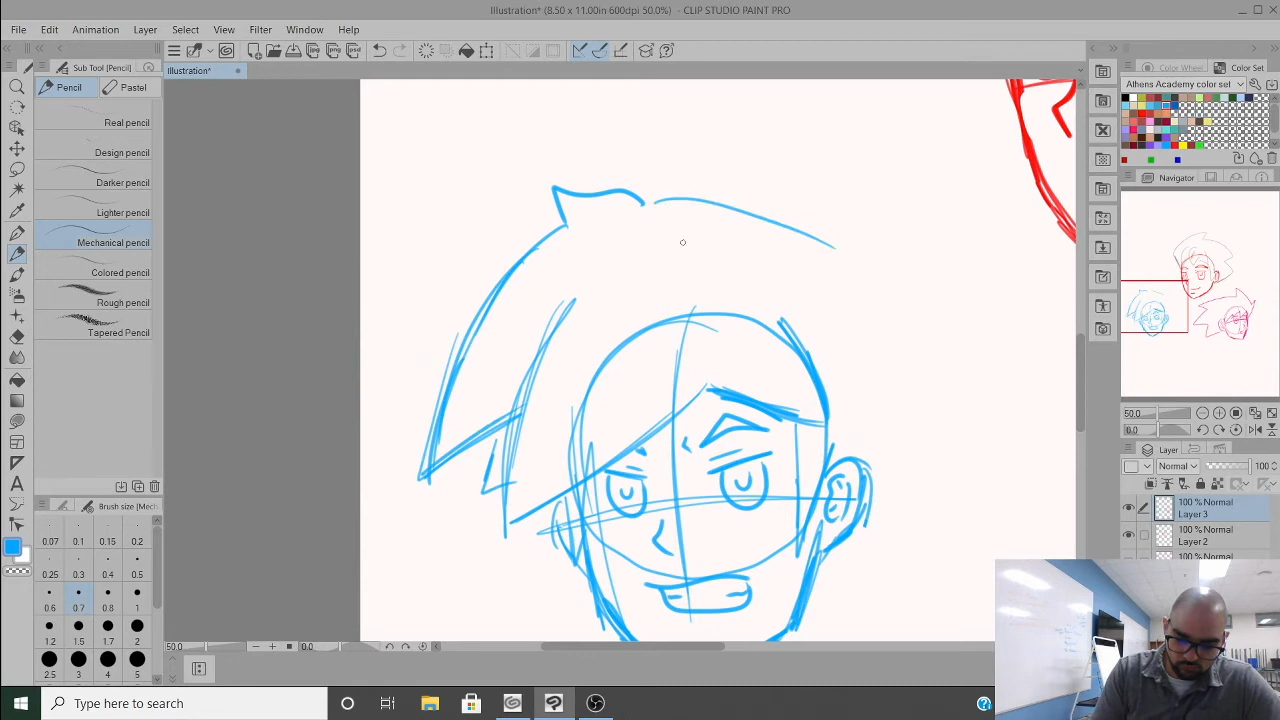 Illustration* (8.50 x 11.00in 600dpi 50.0%) - CLIP STUDIO PAINT PRO
File Edit Animation Layer Select View Filter Window Help
Sub Tool [Pencil]
Illustration*
Color Wheel Color Set
Pencil Pastel
Athens Academy color set
Real pencil
Design pencil
Darker pencil
Lighter pencil
Mechanical pencil
Colored pencil
Rough pencil
Tapered Pencil
Navigator
50.0
0.0
Layer
Normal 100
100 % Normal
Layer 3
100 % Normal
Layer 2
Brush size [Mech
0.07 0.1 0.15 0.2
0.25 0.3 0.4 0.5
0.6 0.7 0.8 1
1.2 1.5 1.7 2
2.5 3 4 5
50.0 0.0
Type here to search